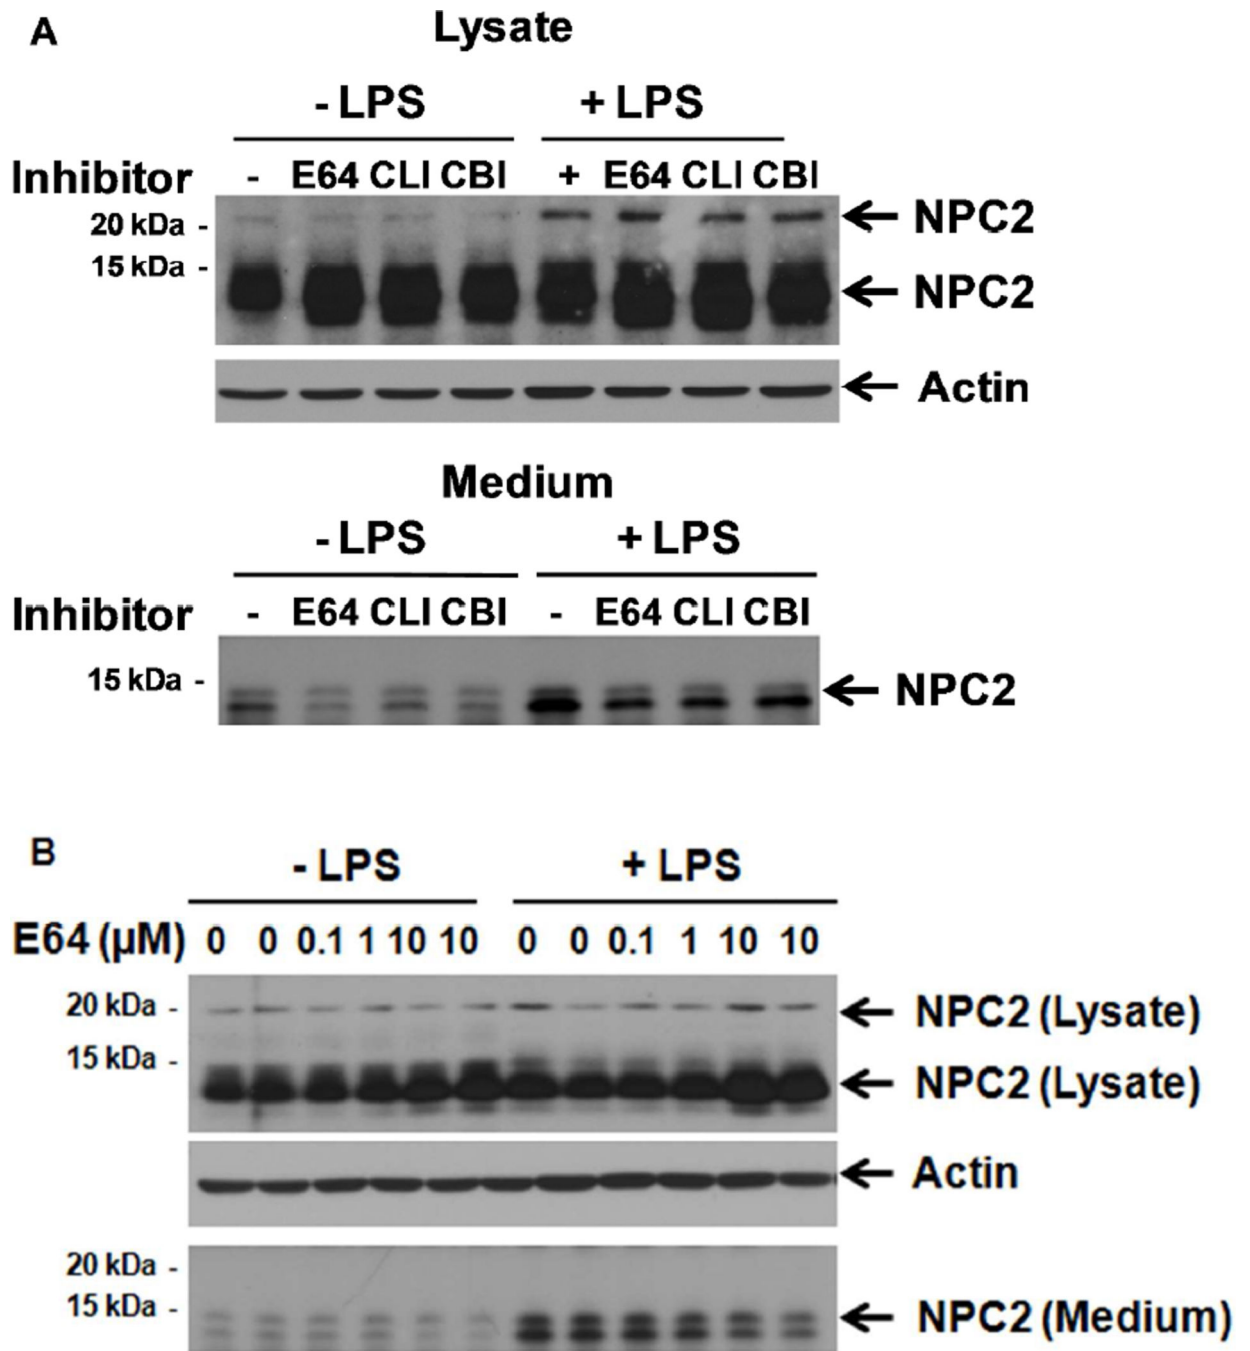 A
Lysate
- LPS + LPS
Inhibitor - E64 CLI CBI + E64 CLI CBI
20 kDa - NPC2
15 kDa - NPC2
Actin
Medium
- LPS + LPS
Inhibitor - E64 CLI CBI - E64 CLI CBI
15 kDa - NPC2
B
- LPS + LPS
E64 (µM) 0 0 0.1 1 10 10 0 0 0.1 1 10 10
20 kDa - NPC2 (Lysate)
15 kDa - NPC2 (Lysate)
Actin
20 kDa -
15 kDa - NPC2 (Medium)